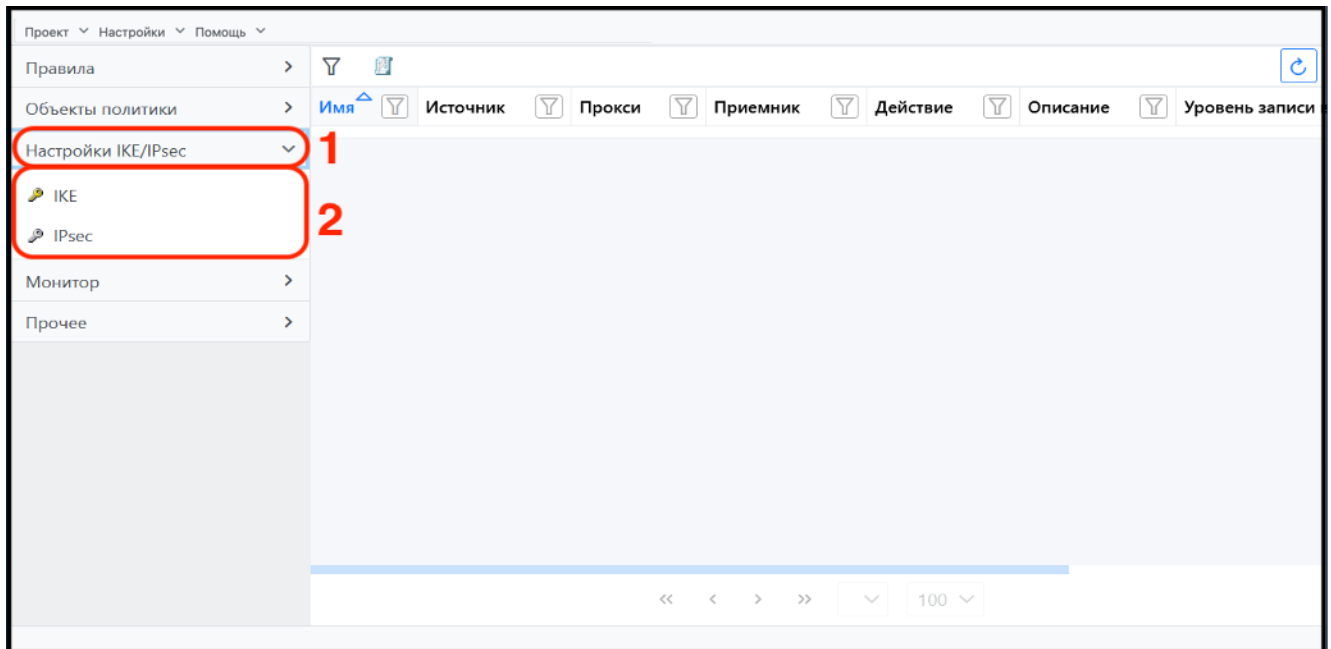 Проект Настройки Помощь
Правила
Объекты политики
Имя Источник Прокси Приемник Действие Описание Уровень записи
Настройки IKE/IPsec 1
IKE
2
IPsec
Монитор
Прочее
100